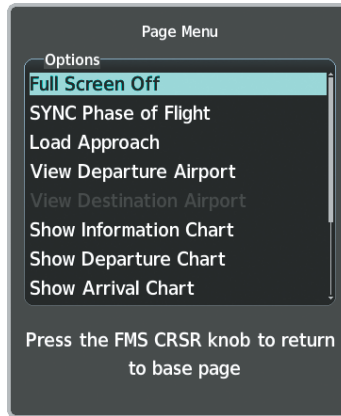 Page Menu
Options
Full Screen Off
SYNC Phase of Flight
Load Approach
View Departure Airport
View Destination Airport
Show Information Chart
Show Departure Chart
Show Arrival Chart
Press the FMS CRSR knob to return
to base page